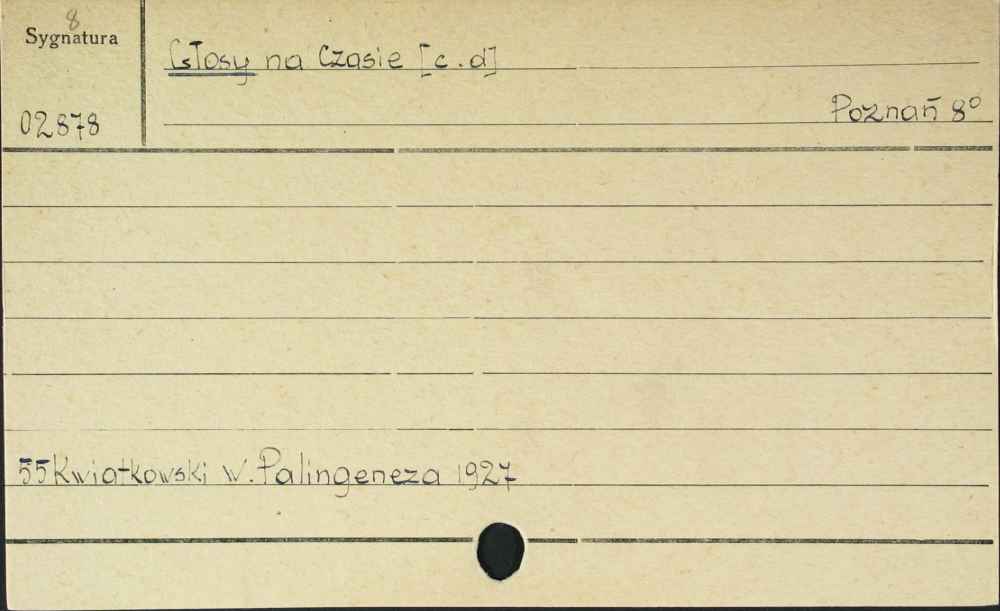 8
Sygnatura
Głosy na Czasie [c.d]
02878
Poznań 8°
55 Kwiatkowski W. Palingeneza 1927